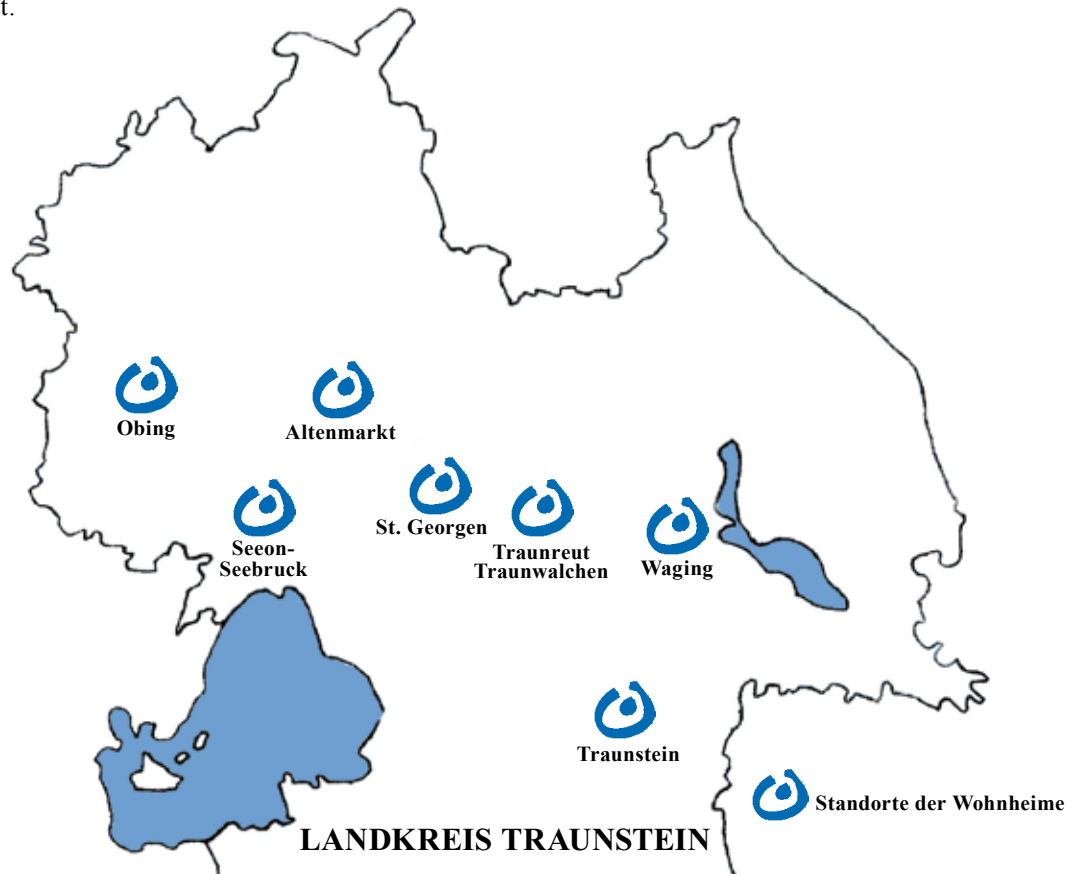 t.
Obing
Altenmarkt
St. Georgen
Seeon-
Seebruck
Traunreut
Traunwalchen
Waging
Traunstein
Standorte der Wohnheime
LANDKREIS TRAUNSTEIN